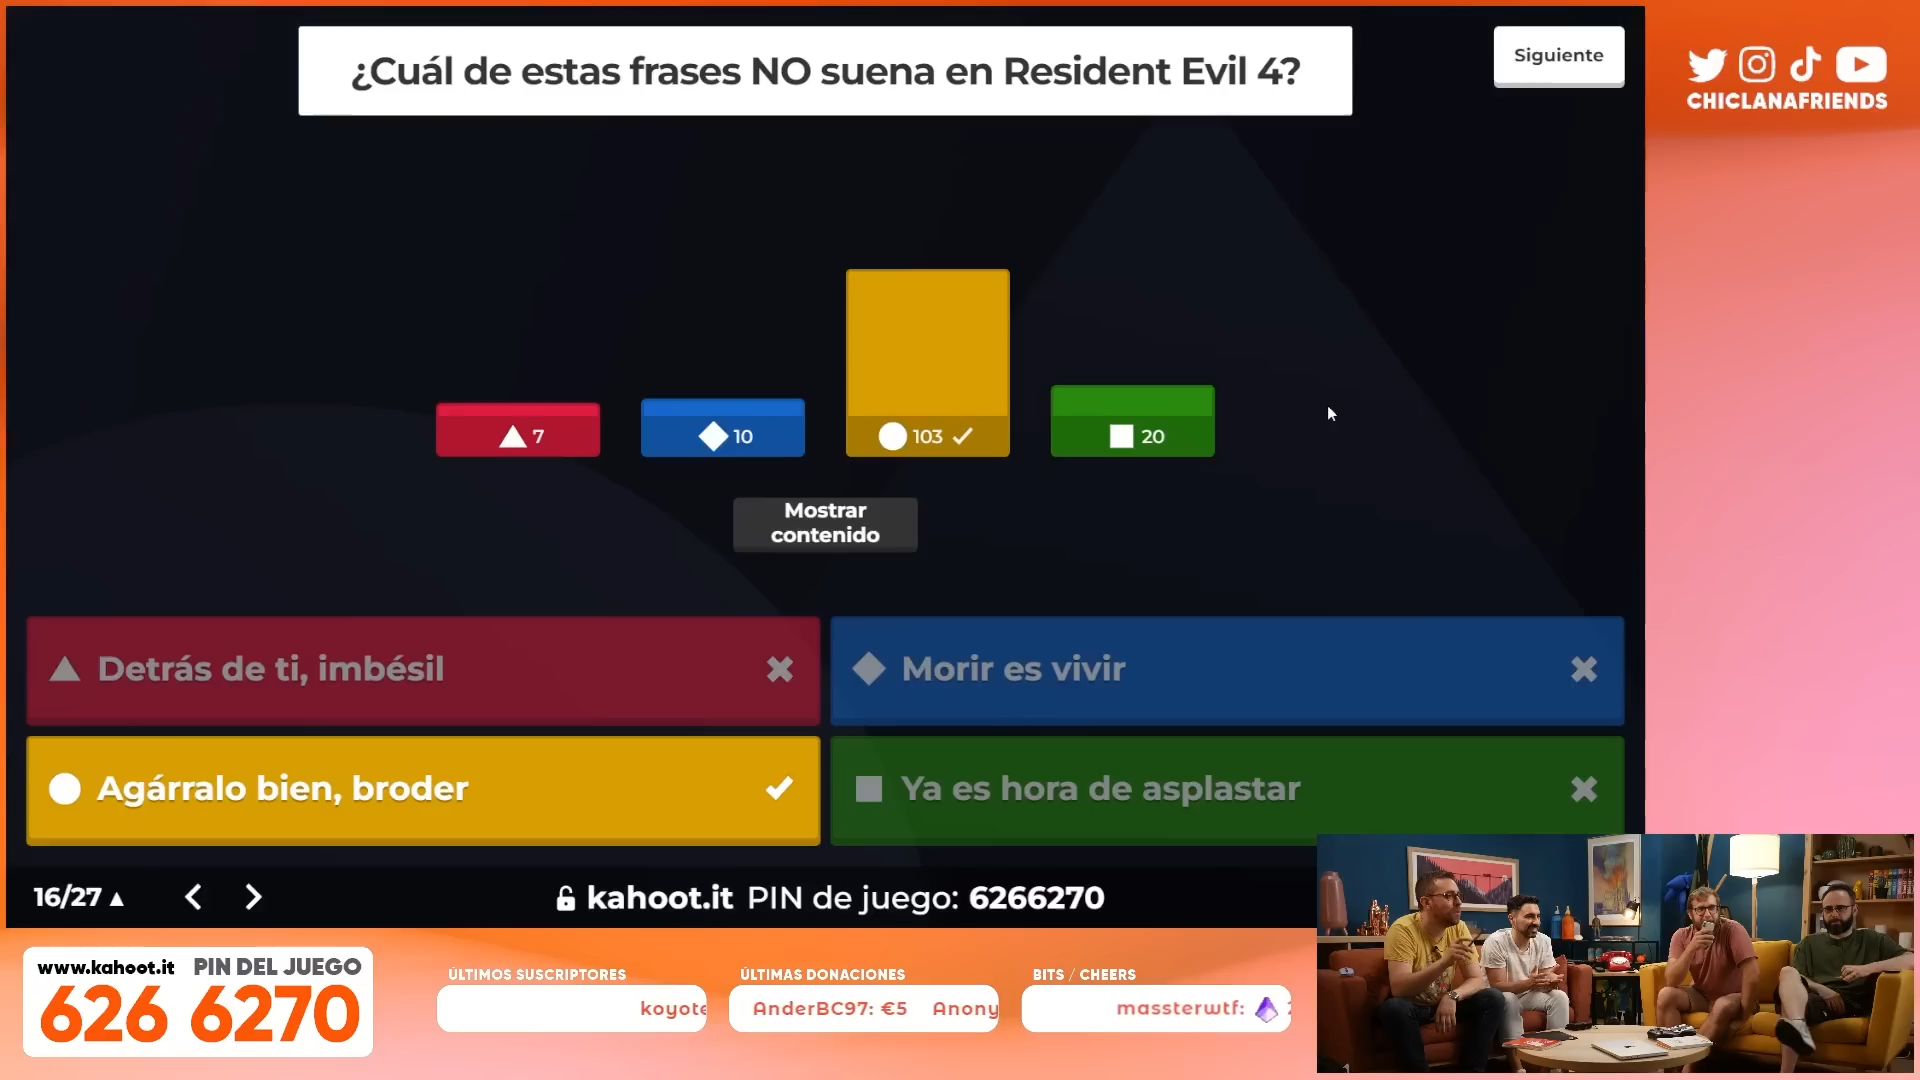 ¿Cuál de estas frases NO suena en Resident Evil 4?
Siguiente
CHICLANAFRIENDS
7
10
103
20
Mostrar
contenido
Detrás de ti, imbésil
Morir es vivir
Agárralo bien, broder
Ya es hora de asplastar
16/27
kahoot.it PIN de juego: 6266270
www.kahoot.it PIN DEL JUEGO
626 6270
ÚLTIMOS SUSCRIPTORES
koyote
ÚLTIMAS DONACIONES
AnderBC97: €5 Anony
BITS / CHEERS
massterwtf: